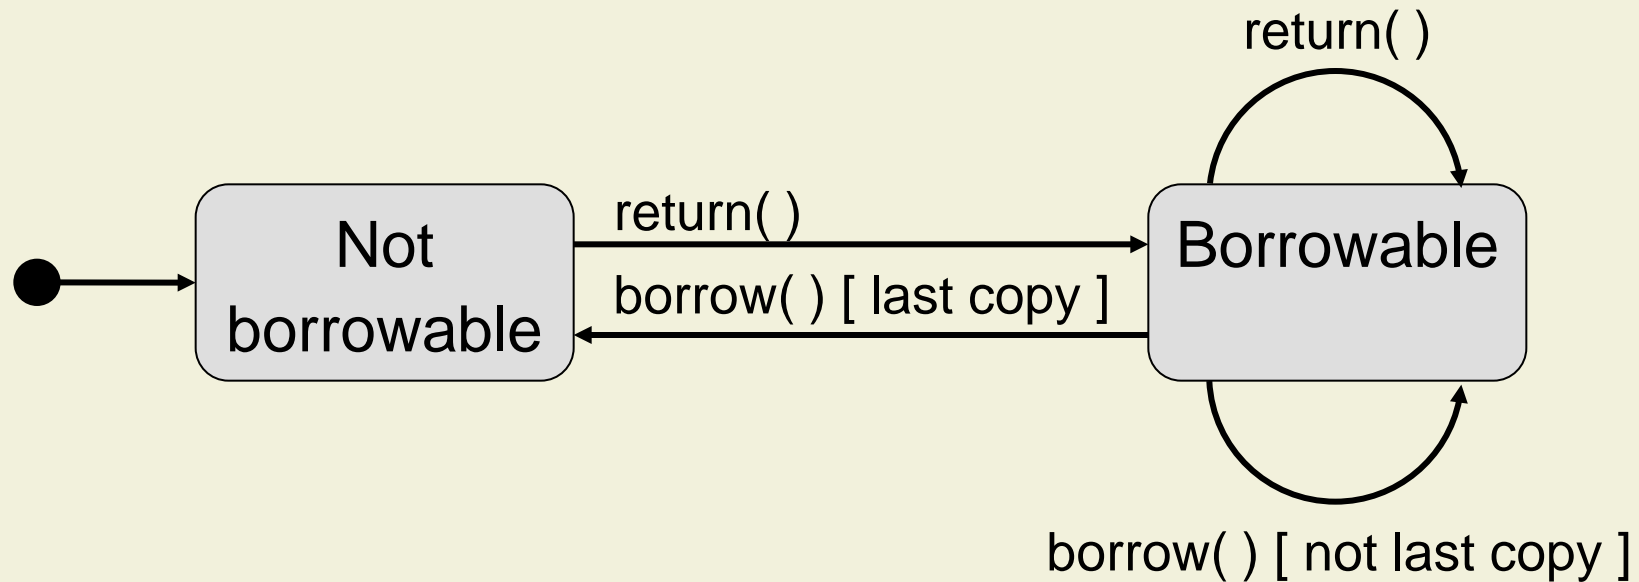 return( )
Not
borrowable
return( )
borrow( ) [ last copy ]
Borrowable
borrow( ) [ not last copy ]